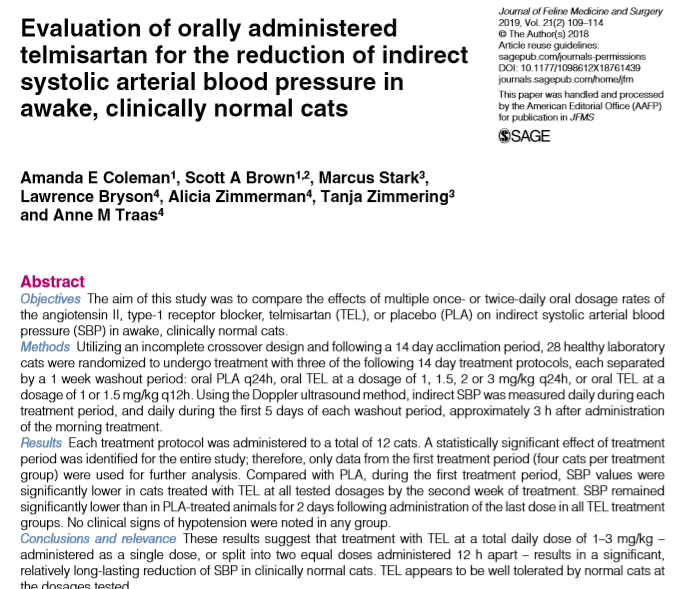 Evaluation of orally administered
telmisartan for the reduction of indirect
systolic arterial blood pressure in
awake, clinically normal cats
Journal of Feline Medicine and Surgery
2019, Vol. 21(2) 109–114
© The Author(s) 2018
Article reuse guidelines:
sagepub.com/journals-permissions
DOI: 10.1177/1098612X18761439
journals.sagepub.com/home/jfm
This paper was handled and processed
by the American Editorial Office (AAFP)
for publication in JFMS
SAGE
Amanda E Coleman1, Scott A Brown1,2, Marcus Stark3,
Lawrence Bryson4, Alicia Zimmerman4, Tanja Zimmering3
and Anne M Traas4
Abstract
Objectives The aim of this study was to compare the effects of multiple once- or twice-daily oral dosage rates of
the angiotensin II, type-1 receptor blocker, telmisartan (TEL), or placebo (PLA) on indirect systolic arterial blood
pressure (SBP) in awake, clinically normal cats.
Methods Utilizing an incomplete crossover design and following a 14 day acclimation period, 28 healthy laboratory
cats were randomized to undergo treatment with three of the following 14 day treatment protocols, each separated
by a 1 week washout period: oral PLA q24h, oral TEL at a dosage of 1, 1.5, 2 or 3 mg/kg q24h, or oral TEL at a
dosage of 1 or 1.5 mg/kg q12h. Using the Doppler ultrasound method, indirect SBP was measured daily during each
treatment period, and daily during the first 5 days of each washout period, approximately 3 h after administration
of the morning treatment.
Results Each treatment protocol was administered to a total of 12 cats. A statistically significant effect of treatment
period was identified for the entire study; therefore, only data from the first treatment period (four cats per treatment
group) were used for further analysis. Compared with PLA, during the first treatment period, SBP values were
significantly lower in cats treated with TEL at all tested dosages by the second week of treatment. SBP remained
significantly lower than in PLA-treated animals for 2 days following administration of the last dose in all TEL treatment
groups. No clinical signs of hypotension were noted in any group.
Conclusions and relevance These results suggest that treatment with TEL at a total daily dose of 1–3 mg/kg –
administered as a single dose, or split into two equal doses administered 12 h apart – results in a significant,
relatively long-lasting reduction of SBP in clinically normal cats. TEL appears to be well tolerated by normal cats at
the dosages tested